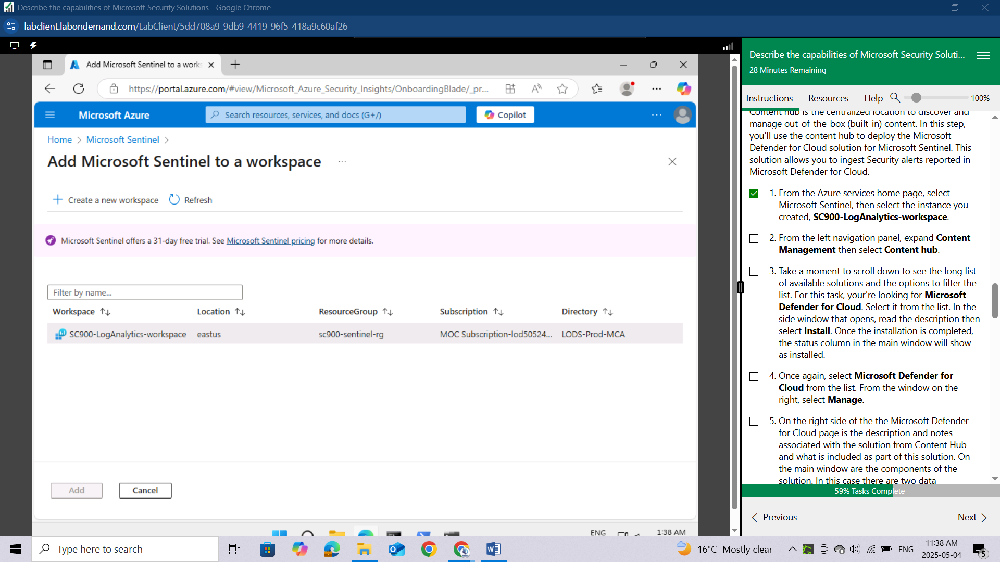 Describe the capabilities of Microsoft Security Solutions - Google Chrome
labclient.labondemand.com/LabClient/5dd708a9-9db9-4419-96f5-418a9c60af26
Add Microsoft Sentinel to a works
https://portal.azure.com/#view/Microsoft_Azure_Security_Insights/OnboardingBlade/_pr...
Microsoft Azure
Search resources, services, and docs (G+/)
Copilot
Home > Microsoft Sentinel >
Add Microsoft Sentinel to a workspace
Create a new workspace
Refresh
Microsoft Sentinel offers a 31-day free trial. See Microsoft Sentinel pricing for more details.
Filter by name...
Workspace Location ResourceGroup Subscription Directory
SC900-LogAnalytics-workspace eastus sc900-sentinel-rg MOC Subscription-lod50524... LODS-Prod-MCA
Add
Cancel
ENG
1:38 AM
Describe the capabilities of Microsoft Security Soluti...
28 Minutes Remaining
Instructions Resources Help 100%
Content hub is the centralized location to discover and
manage out-of-the-box (built-in) content. In this step,
you'll use the content hub to deploy the Microsoft
Defender for Cloud solution for Microsoft Sentinel. This
solution allows you to ingest Security alerts reported in
Microsoft Defender for Cloud.
1. From the Azure services home page, select
Microsoft Sentinel, then select the instance you
created, SC900-LogAnalytics-workspace.
2. From the left navigation panel, expand Content
Management then select Content hub.
3. Take a moment to scroll down to see the long list
of available solutions and the options to filter the
list. For this task, your're looking for Microsoft
Defender for Cloud. Select it from the list. In the
side window that opens, read the description then
select Install. Once the installation is completed,
the status column in the main window will show
as installed.
4. Once again, select Microsoft Defender for
Cloud from the list. From the window on the
right, select Manage.
5. On the right side of the the Microsoft Defender
for Cloud page is the description and notes
associated with the solution from Content Hub
and what is included as part of this solution. On
the main window are the components of the
solution. In this case there are two data
59% Tasks Complete
Previous
Next
Type here to search
16°C Mostly clear
ENG
11:38 AM
2025-05-04
5